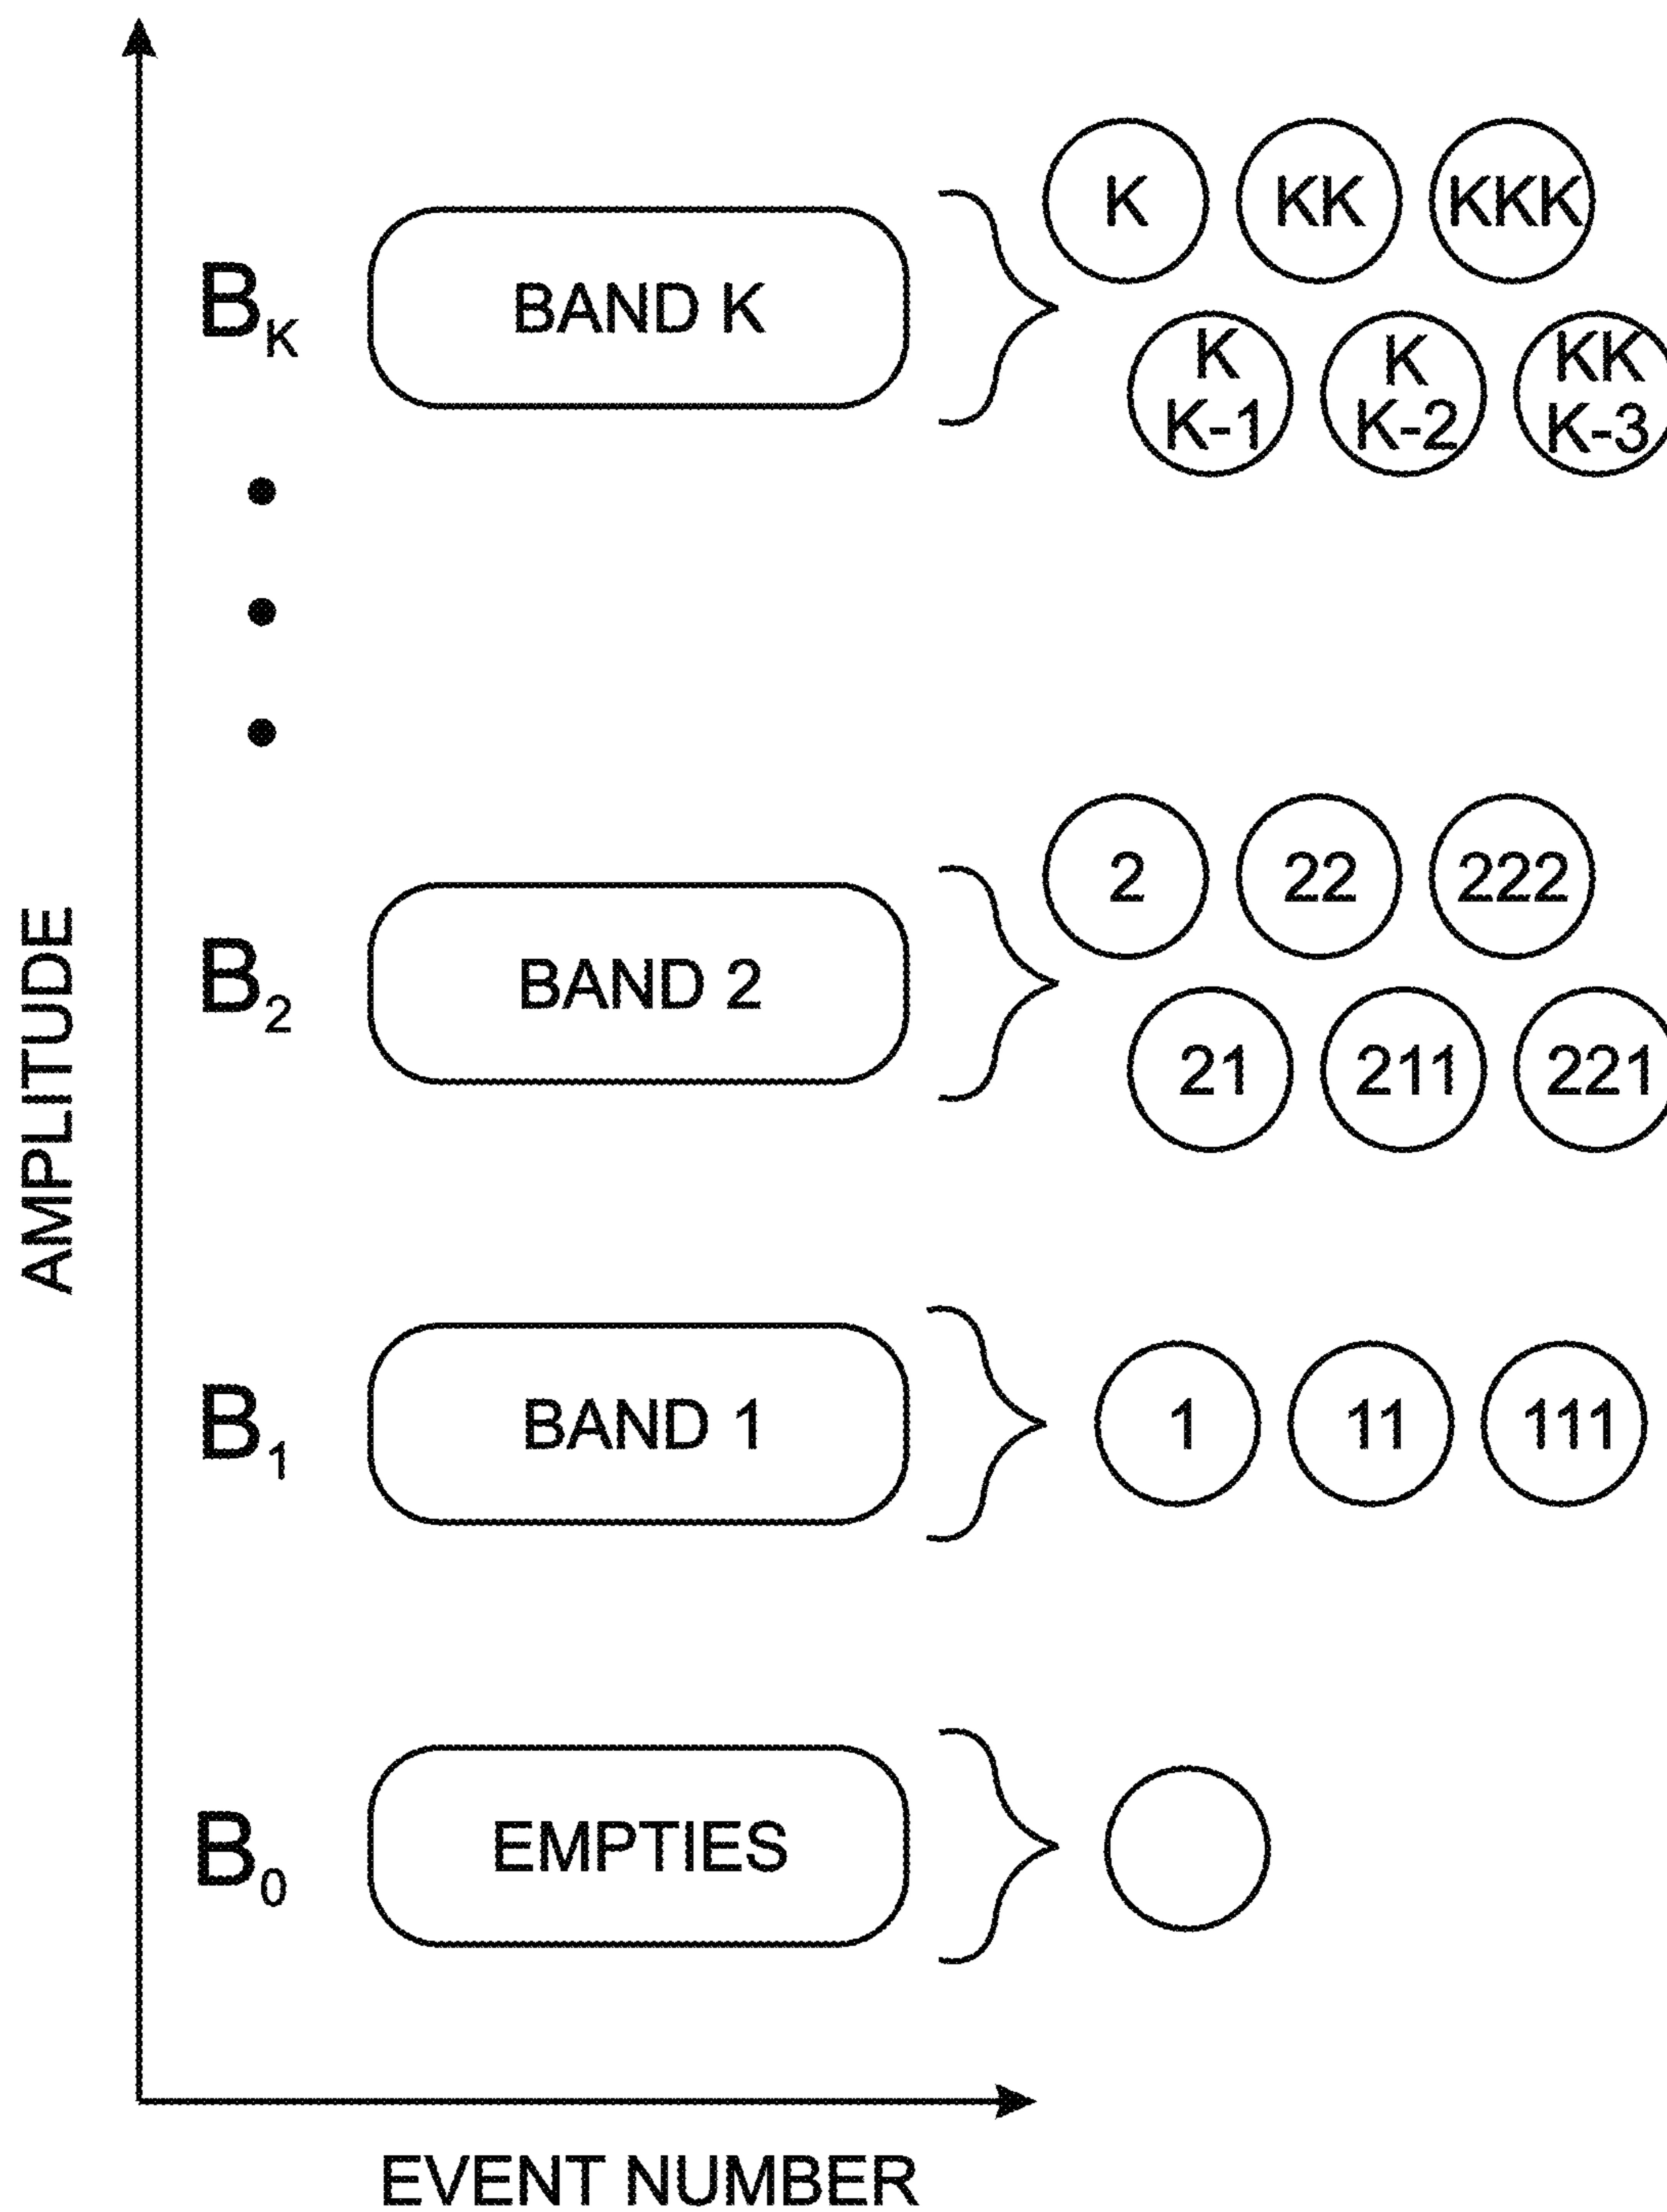 K KK KKK
B_K BAND K
K K KK
K-1 K-2 K-3
2 22 222
B_2 BAND 2
21 211 221
AMPLITUDE
B_1 BAND 1 1 11 111
B_0 EMPTIES
EVENT NUMBER